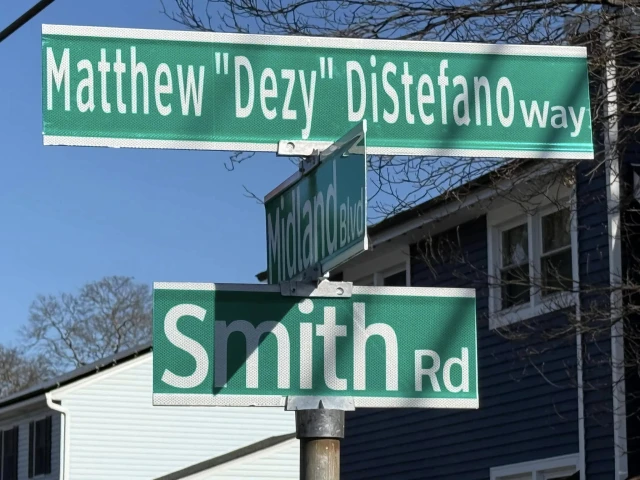 Matthew "Dezy" DiStefano Way
Midland Blvd
Smith Rd